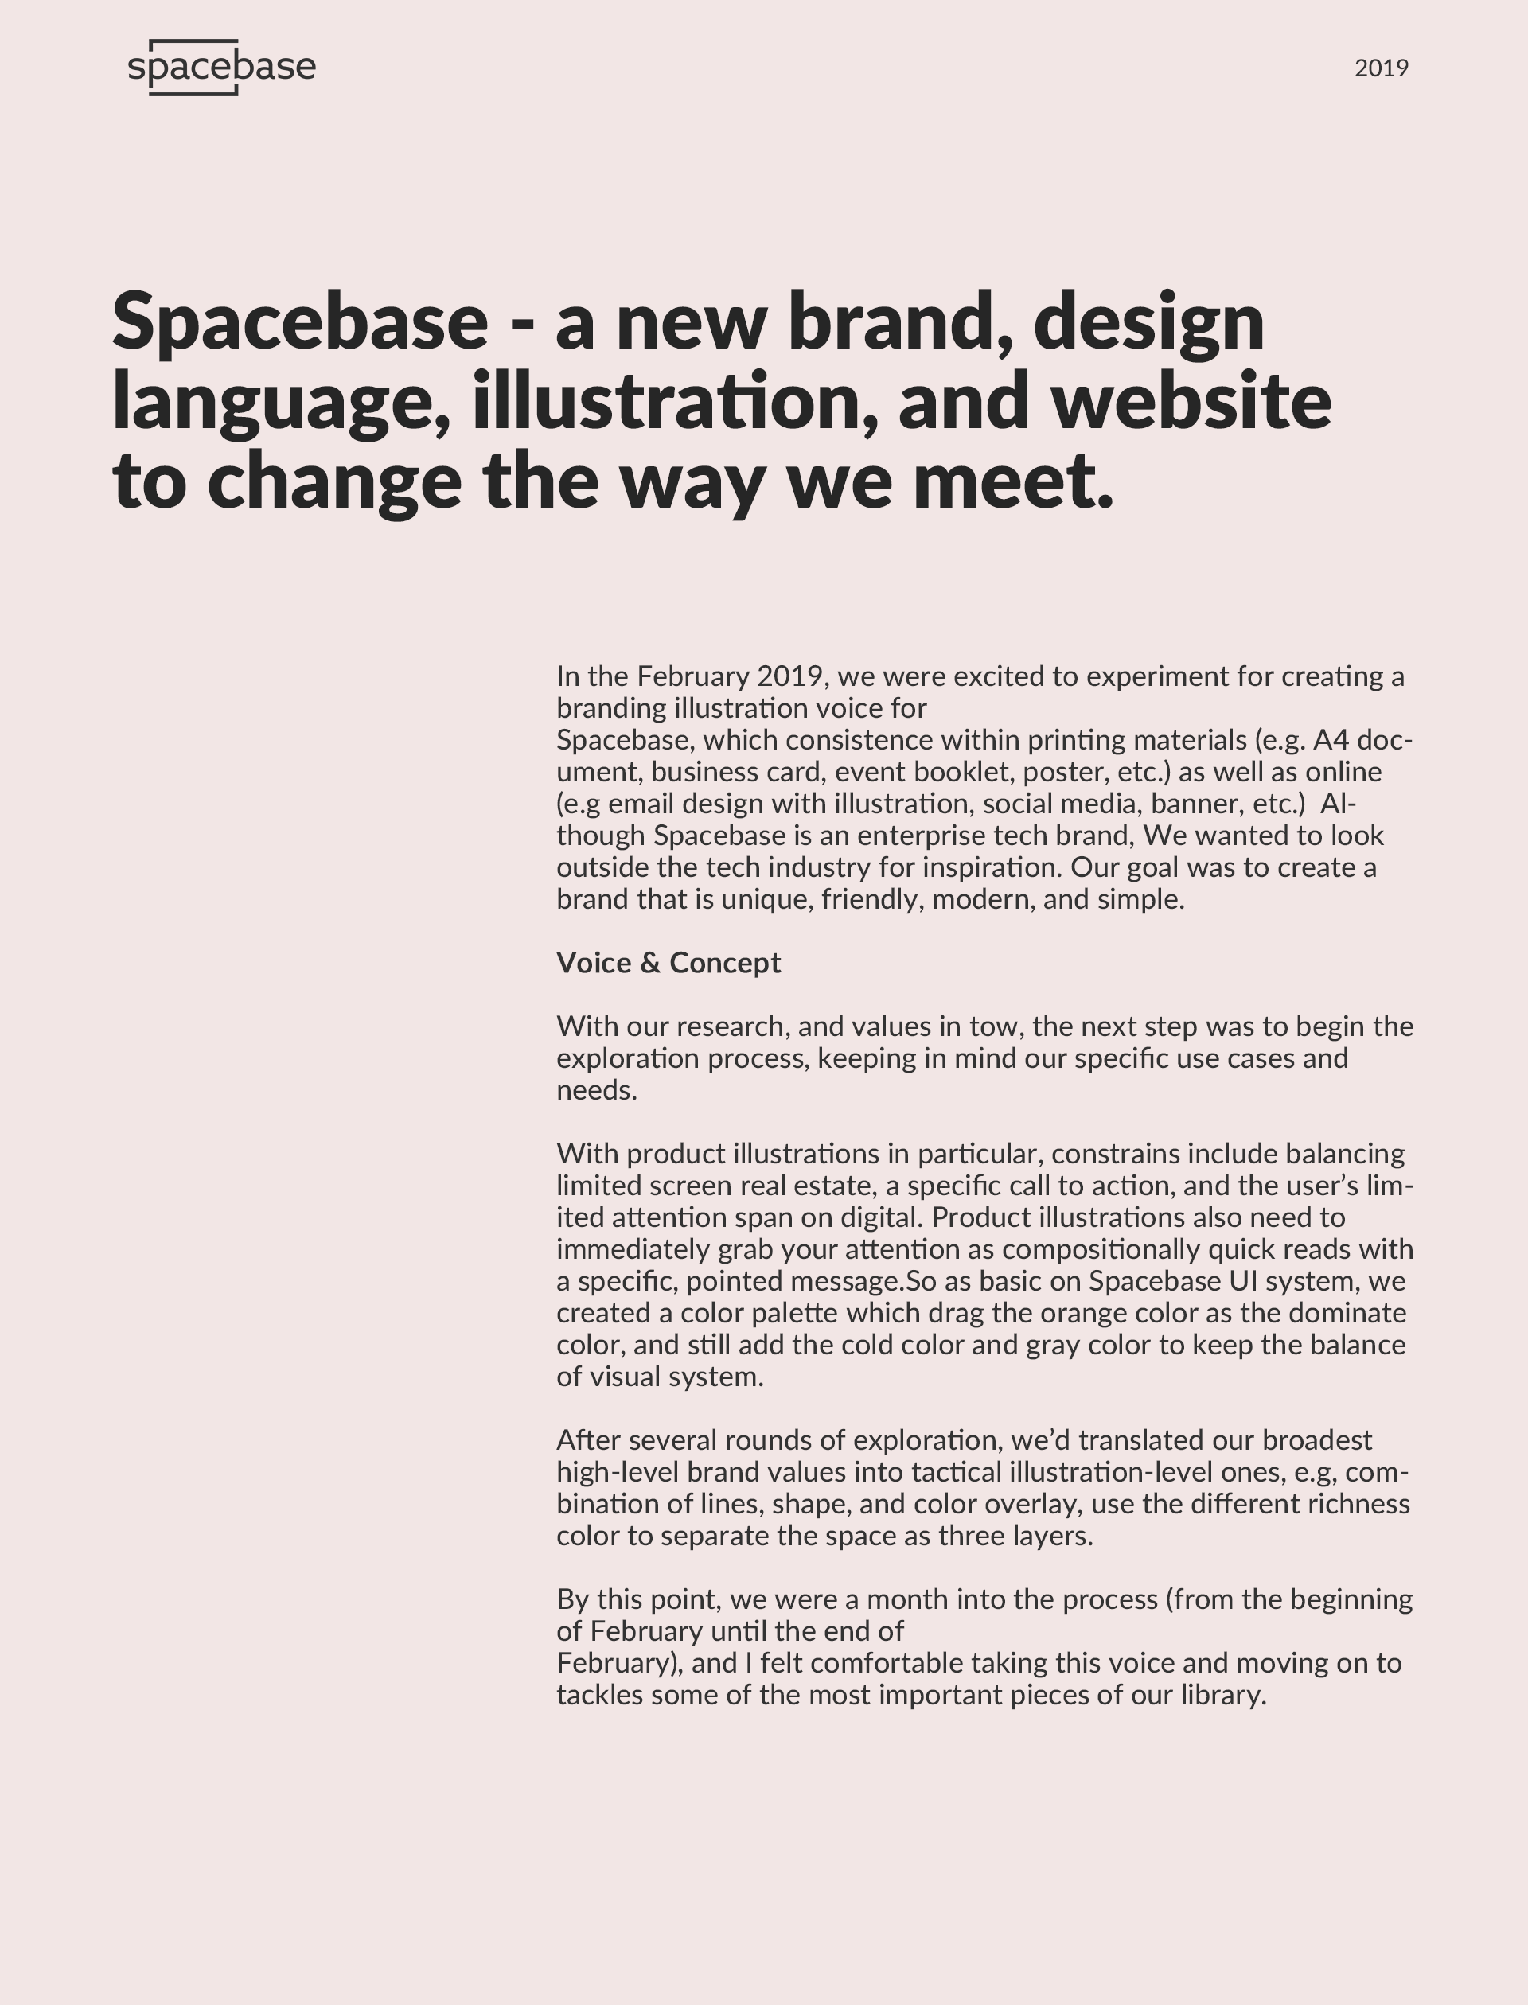 spacebase
2019
Spacebase - a new brand, design
language, illustration, and website
to change the way we meet.
In the February 2019, we were excited to experiment for creating a
branding illustration voice for
Spacebase, which consistence within printing materials (e.g. A4 doc-
ument, business card, event booklet, poster, etc.) as well as online
(e.g email design with illustration, social media, banner, etc.)  Al-
though Spacebase is an enterprise tech brand, We wanted to look
outside the tech industry for inspiration. Our goal was to create a
brand that is unique, friendly, modern, and simple.
Voice & Concept
With our research, and values in tow, the next step was to begin the
exploration process, keeping in mind our specific use cases and
needs.
With product illustrations in particular, constrains include balancing
limited screen real estate, a specific call to action, and the user’s lim-
ited attention span on digital. Product illustrations also need to
immediately grab your attention as compositionally quick reads with
a specific, pointed message.So as basic on Spacebase UI system, we
created a color palette which drag the orange color as the dominate
color, and still add the cold color and gray color to keep the balance
of visual system.
After several rounds of exploration, we’d translated our broadest
high-level brand values into tactical illustration-level ones, e.g, com-
bination of lines, shape, and color overlay, use the different richness
color to separate the space as three layers.
By this point, we were a month into the process (from the beginning
of February until the end of
February), and I felt comfortable taking this voice and moving on to
tackles some of the most important pieces of our library.